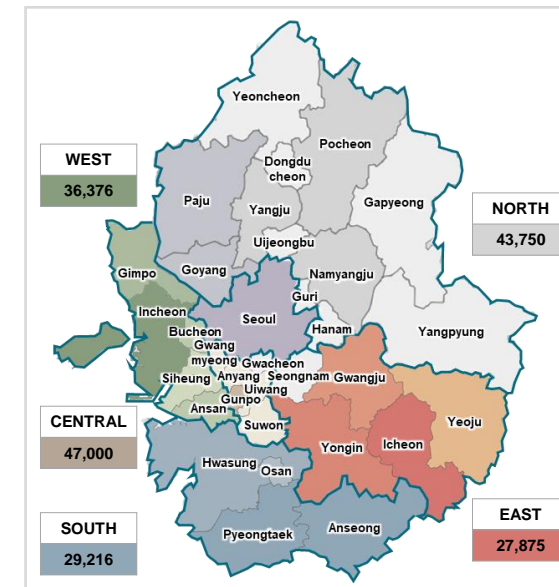 Yeoncheon
Pocheon
Dongdu
cheon
WEST
36,376
Paju
Yangju
Gapyeong
NORTH
43,750
Uijeongbu
Goyang
Namyangju
Gimpo
Guri
Incheon
Seoul
Hanam
Yangpyung
Bucheon
Gwang
myeong
Gwacheon
Anyang
Seongnam
Siheung
Uiwang
Gwangju
Gunpo
Ansan
Yeoju
CENTRAL
47,000
Suwon
Yongin
Icheon
Hwasung
Osan
SOUTH
29,216
Pyeongtaek
Anseong
EAST
27,875